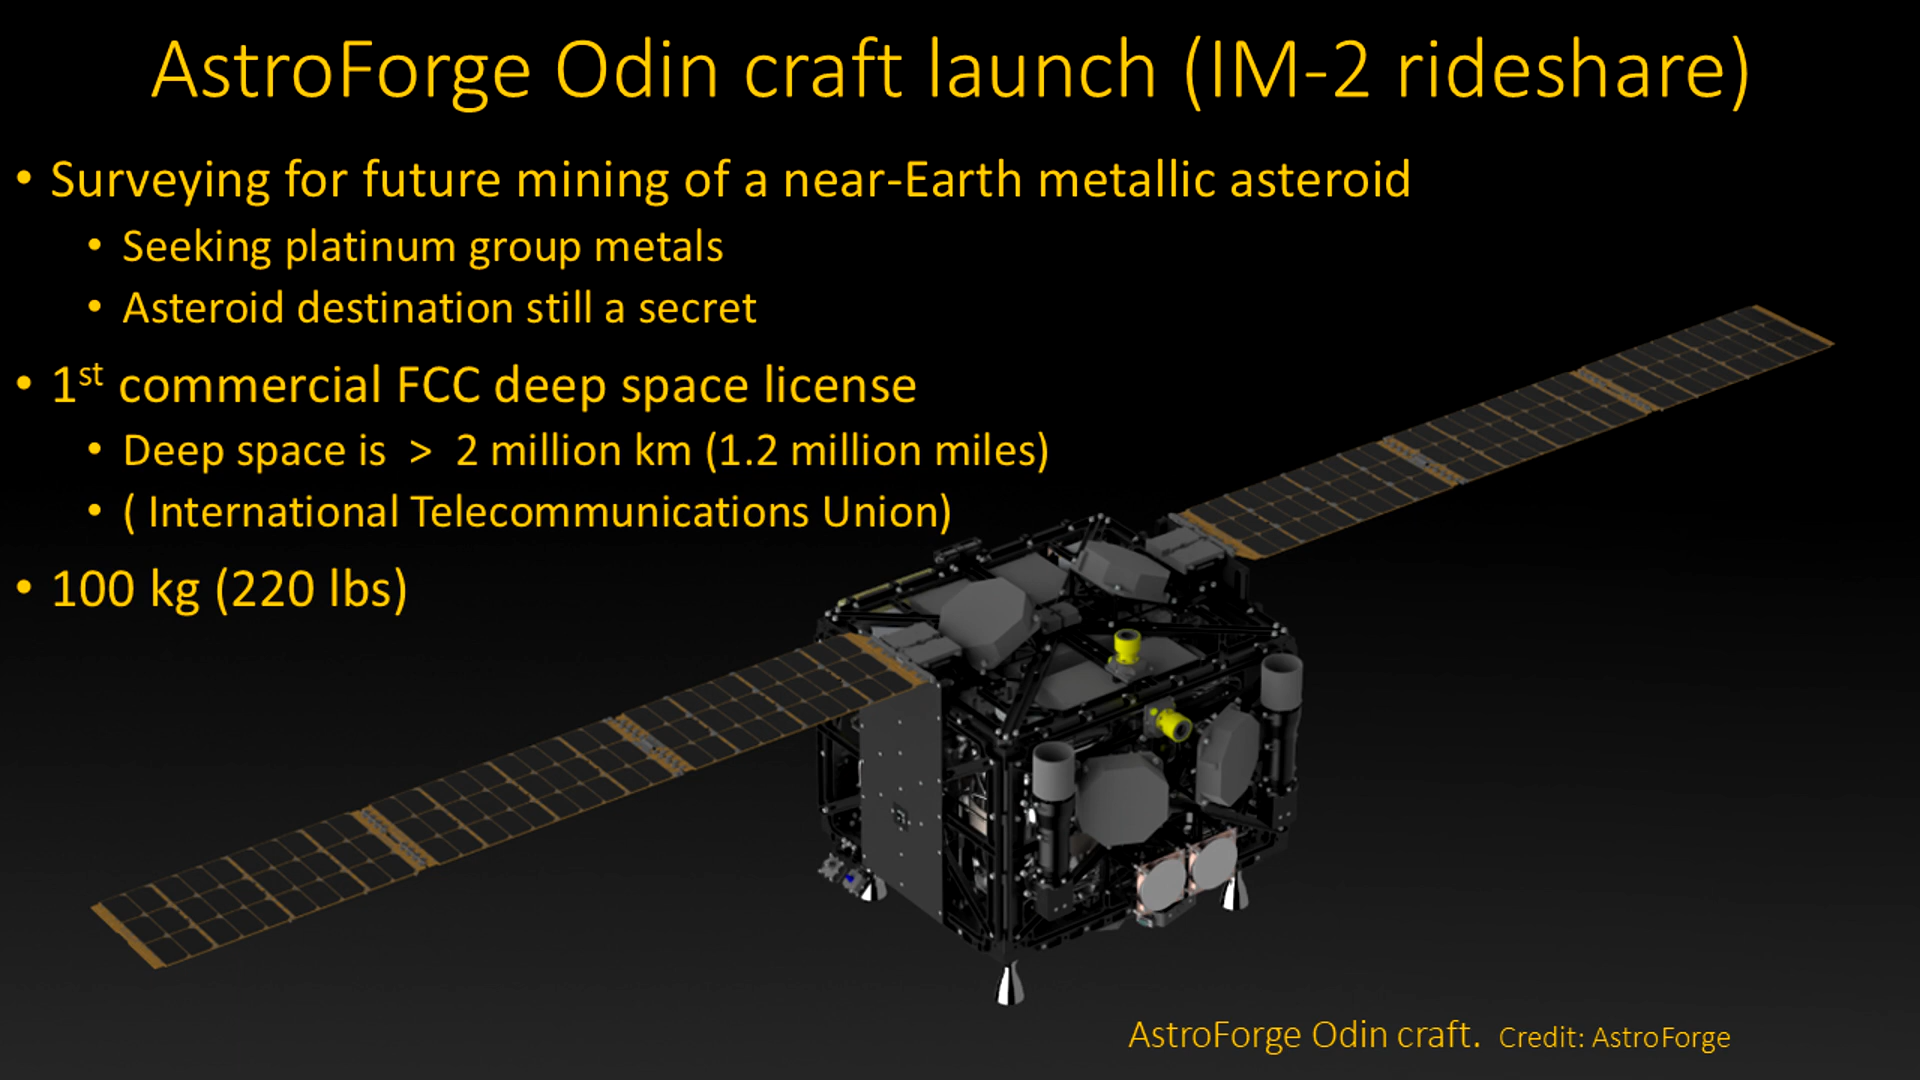 AstroForge Odin craft launch (IM-2 rideshare)
• Surveying for future mining of a near-Earth metallic asteroid
• Seeking platinum group metals
• Asteroid destination still a secret
• 1st commercial FCC deep space license
• Deep space is > 2 million km (1.2 million miles)
• ( International Telecommunications Union)
• 100 kg (220 lbs)
AstroForge Odin craft. Credit: AstroForge